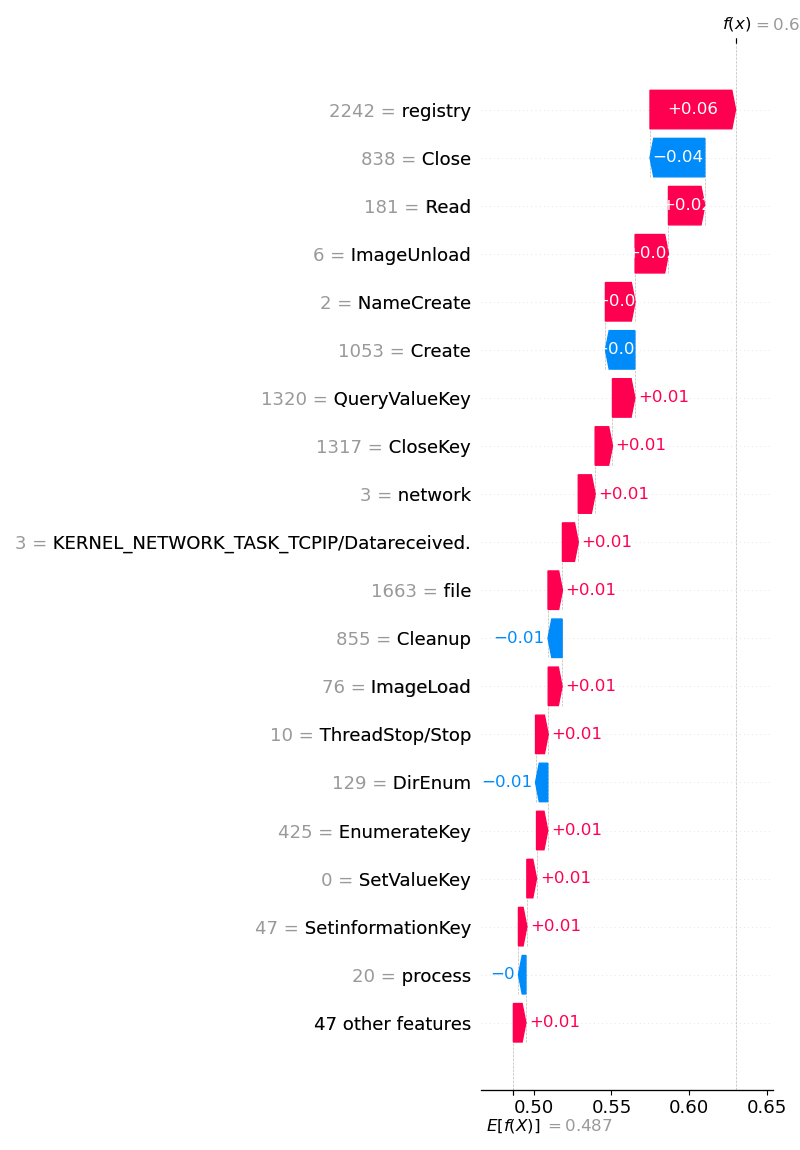 f(x) = 0.6
2242 = registry +0.06
838 = Close −0.04
181 = Read +0.02
6 = ImageUnload
2 = NameCreate
1053 = Create
1320 = QueryValueKey +0.01
1317 = CloseKey +0.01
3 = network +0.01
3 = KERNEL_NETWORK_TASK_TCPIP/Datareceived. +0.01
1663 = file +0.01
855 = Cleanup −0.01
76 = ImageLoad +0.01
10 = ThreadStop/Stop +0.01
129 = DirEnum −0.01
425 = EnumerateKey +0.01
0 = SetValueKey +0.01
47 = SetinformationKey +0.01
20 = process −0
47 other features +0.01
0.50 0.55 0.60 0.65
E[f(X)] = 0.487